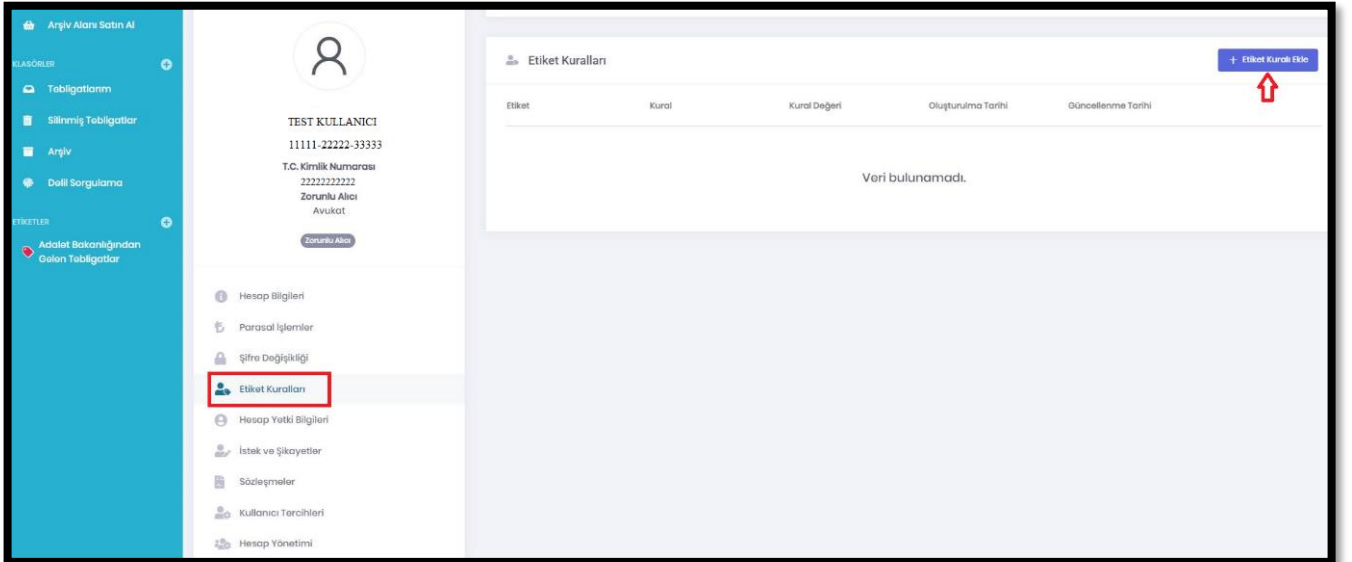 Arşiv Alanı Satın Al
KLASÖRLER
Tebligatlarım
Silinmiş Tebligatlar
Arşiv
Delil Sorgulama
ETİKETLER
Adalet Bakanlığından
Gelen Tebligatlar
TEST KULLANICI
11111-22222-33333
T.C. Kimlik Numarası
22222222222
Zorunlu Alıcı
Avukat
Zorunlu Alıcı
Hesap Bilgileri
Parasal İşlemler
Şifre Değişikliği
Etiket Kuralları
Hesap Yetki Bilgileri
İstek ve Şikayetler
Sözleşmeler
Kullanıcı Tercihleri
Hesap Yönetimi
Etiket Kuralları
+ Etiket Kuralı Ekle
Etiket Kural Kural Değeri Oluşturulma Tarihi Güncellenme Tarihi
Veri bulunamadı.